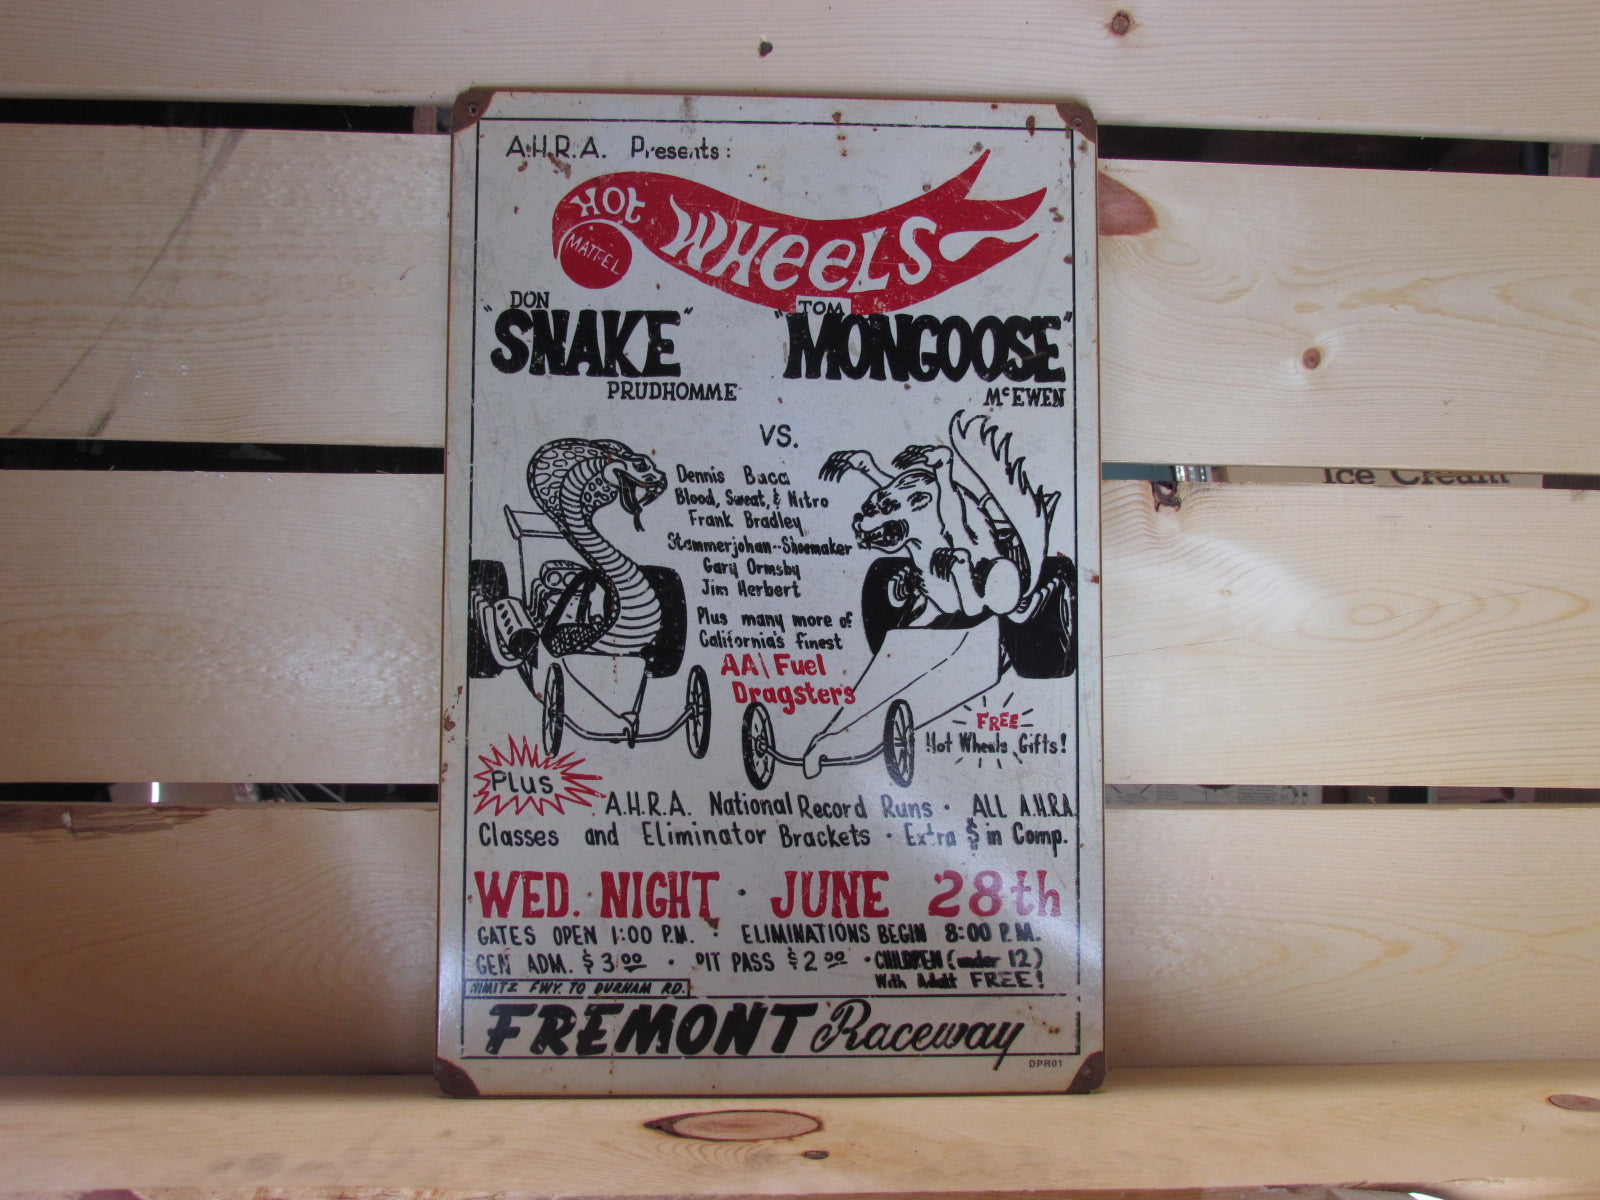 A.H.R.A. Presents:
HOt WHeeLS
MATTEL
DON
"SNAKE"
PRUDHOMME
TOM
"MONGOOSE"
McEWEN
VS.
Dennis Baca
Blood, Sweat, & Nitro
Frank Bradley
Stammerjohan--Shoemaker
Gary Ormsby
Jim Herbert
Plus many more of
California's finest
AA\Fuel
Dragsters
FREE
Hot Wheels Gifts!
PLUS
A.H.R.A. National Record Runs · ALL A.H.R.A.
Classes and Eliminator Brackets · Extra $ in Comp.
WED. NIGHT · JUNE 28th
GATES OPEN 1:00 P.M. · ELIMINATIONS BEGIN 8:00 P.M.
GEN ADM. $3 00 · PIT PASS $2 00 · CHILDREN (under 12)
With Adult FREE!
NIMITZ FWY. TO DURHAM RD.
FREMONT Raceway
DPR01
Ice Cream